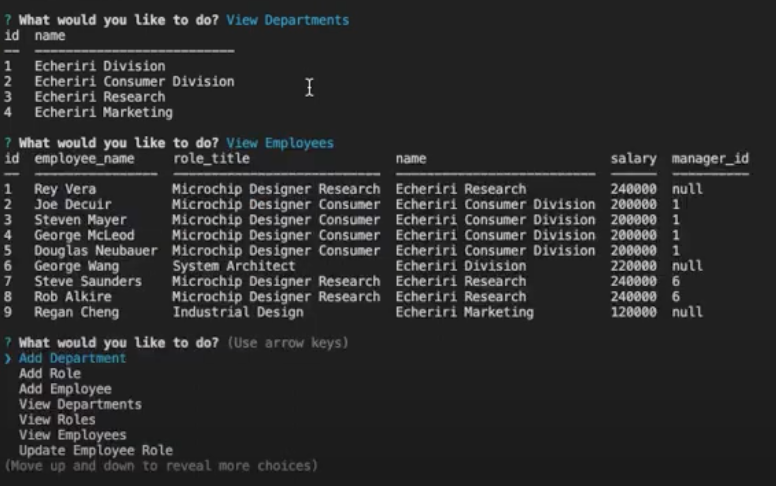 ? What would you like to do? View Departments
id name
1 Echeriri Division
2 Echeriri Consumer Division
3 Echeriri Research
4 Echeriri Marketing
? What would you like to do? View Employees
id employee_name role_title name salary manager_id
1 Rey Vera Microchip Designer Research Echeriri Research 240000 null
2 Joe Decuir Microchip Designer Consumer Echeriri Consumer Division 200000 1
3 Steven Mayer Microchip Designer Consumer Echeriri Consumer Division 200000 1
4 George McLeod Microchip Designer Consumer Echeriri Consumer Division 200000 1
5 Douglas Neubauer Microchip Designer Consumer Echeriri Consumer Division 200000 1
6 George Wang System Architect Echeriri Division 220000 null
7 Steve Saunders Microchip Designer Research Echeriri Research 240000 6
8 Rob Alkire Microchip Designer Research Echeriri Research 240000 6
9 Regan Cheng Industrial Design Echeriri Marketing 120000 null
? What would you like to do? (Use arrow keys)
❯ Add Department
Add Role
Add Employee
View Departments
View Roles
View Employees
Update Employee Role
(Move up and down to reveal more choices)